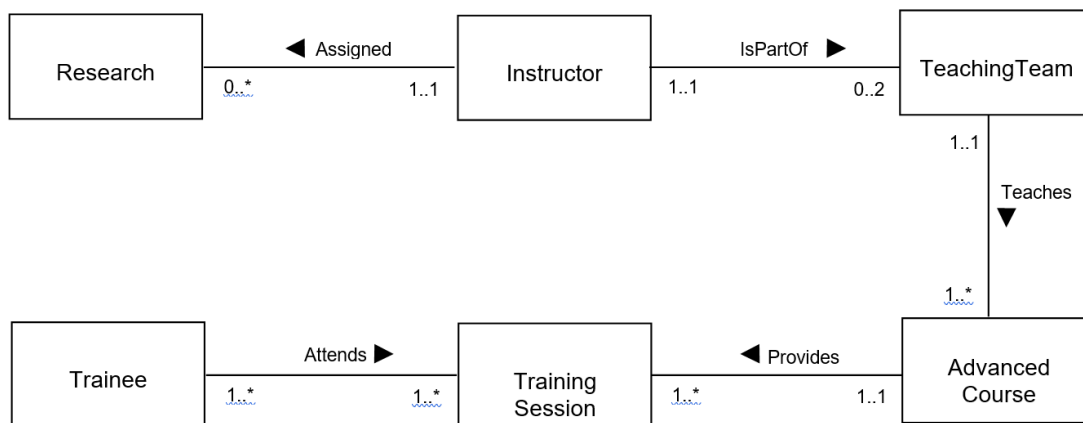 Assigned
IsPartOf
Research
Instructor
TeachingTeam
0..*
1..1
1..1
0..2
1..1
Teaches
1..*
Attends
Provides
Trainee
Training
Session
Advanced
Course
1..*
1..*
1..*
1..1